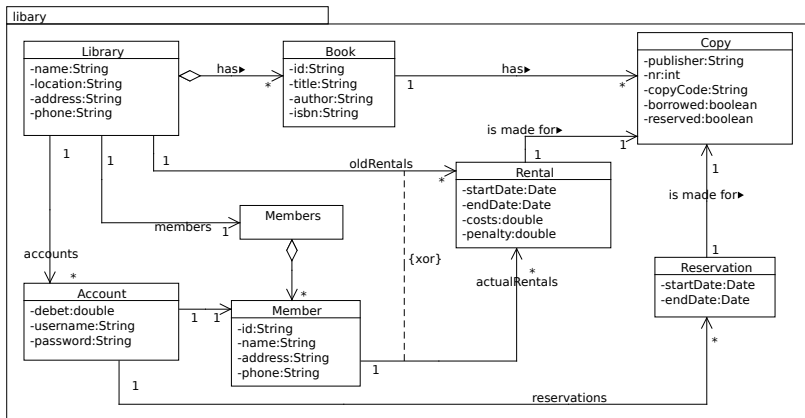 libary
Library
-name:String
-location:String
-address:String
-phone:String
has▶
*
Book
-id:String
-title:String
-author:String
-isbn:String
1
has▶
*
Copy
-publisher:String
-nr:int
-copyCode:String
-borrowed:boolean
-reserved:boolean
1
1
1
oldRentals
*
is made for▶
1
1
Rental
-startDate:Date
-endDate:Date
-costs:double
-penalty:double
1
is made for▶
1
members
1
Members
*
{xor}
*
actualRentals
accounts
*
Account
-debet:double
-username:String
-password:String
1
1
Member
-id:String
-name:String
-address:String
-phone:String
1
Reservation
-startDate:Date
-endDate:Date
*
1
reservations